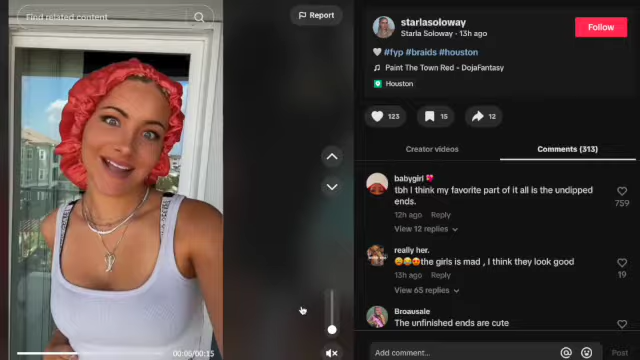 Find related content
Report
00:05/00:15
starlasoloway
Starla Soloway · 13h ago
Follow
🤍 #fyp #braids #houston
♫ Paint The Town Red - DojaFantasy
Houston
123
15
12
Creator videos
Comments (313)
babygirl 💘
tbh I think my favorite part of it all is the undipped
ends.
12h ago Reply
759
View 12 replies
really her.
😄😂😍the girls is mad , I think they look good
13h ago Reply
19
View 65 replies
Broausale
The unfinished ends are cute
Add comment...
Post